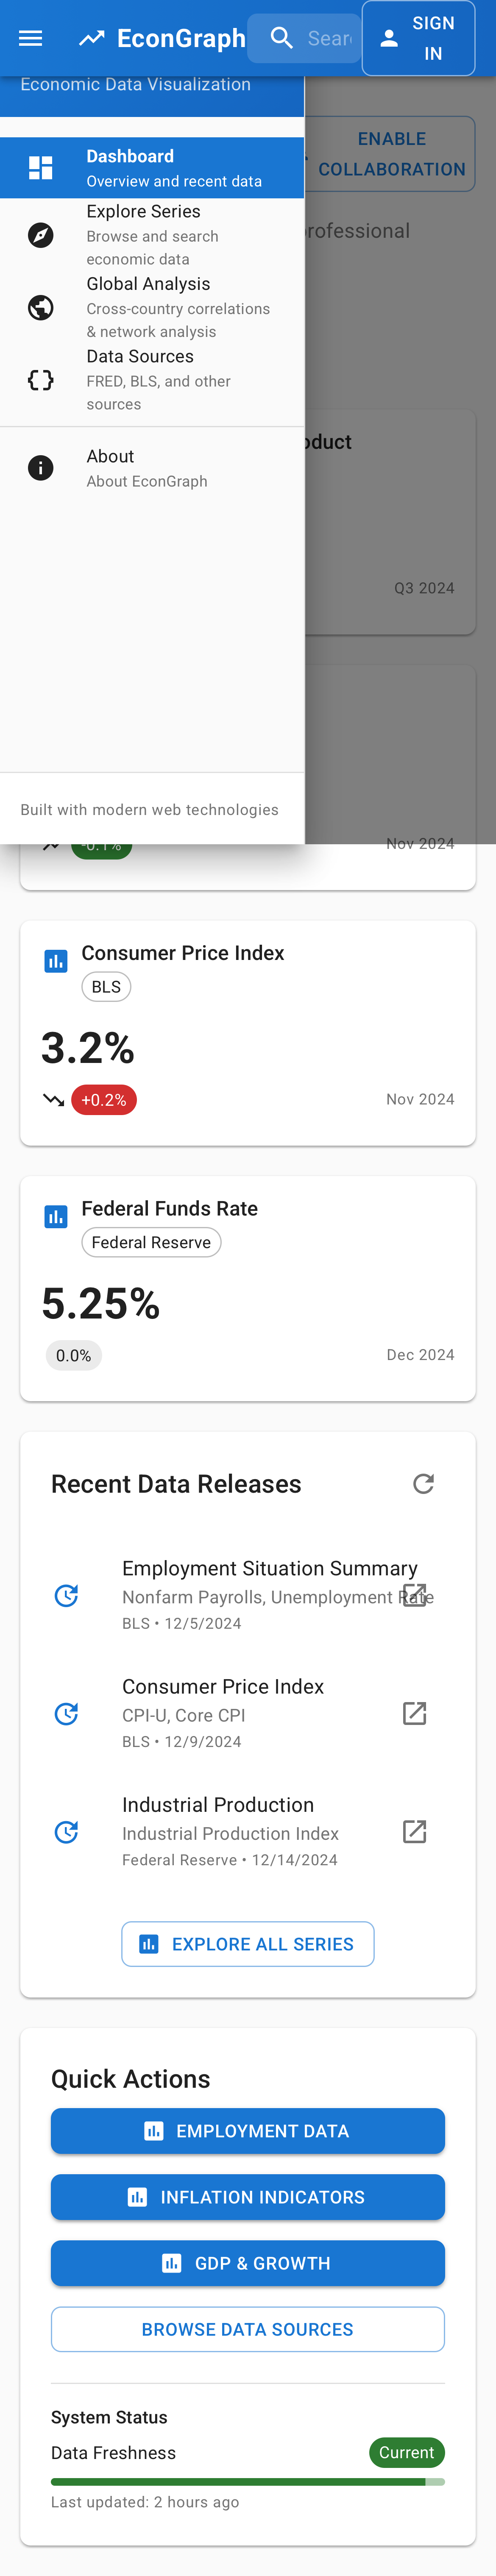 EconGraph
Sear
SIGN
IN
Economic Data Visualization
ENABLE
COLLABORATION
Dashboard
Overview and recent data
Explore Series
Browse and search
economic data
Global Analysis
Cross-country correlations
& network analysis
Data Sources
FRED, BLS, and other
sources
About
About EconGraph
Built with modern web technologies
rofessional
oduct
Q3 2024
-0.1%
Nov 2024
Consumer Price Index
BLS
3.2%
+0.2%
Nov 2024
Federal Funds Rate
Federal Reserve
5.25%
0.0%
Dec 2024
Recent Data Releases
Employment Situation Summary
Nonfarm Payrolls, Unemployment Rate
BLS • 12/5/2024
Consumer Price Index
CPI-U, Core CPI
BLS • 12/9/2024
Industrial Production
Industrial Production Index
Federal Reserve • 12/14/2024
EXPLORE ALL SERIES
Quick Actions
EMPLOYMENT DATA
INFLATION INDICATORS
GDP & GROWTH
BROWSE DATA SOURCES
System Status
Data Freshness
Current
Last updated: 2 hours ago